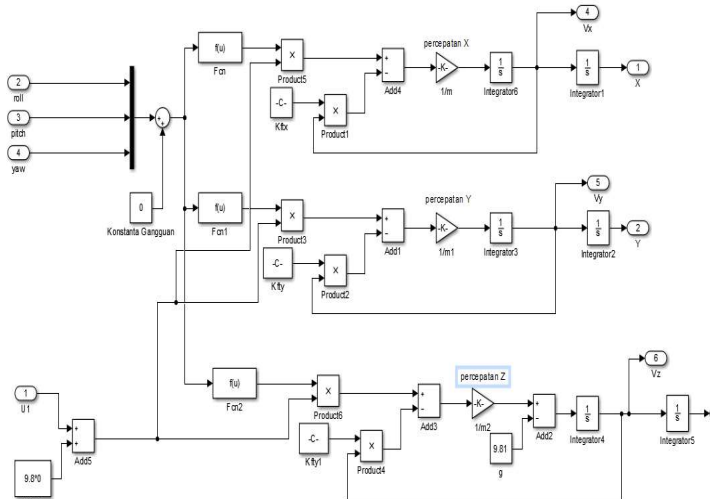 4
Vx
percepatan X
f(u)
Fcn
X
Product5
+
−
Add4
-K-
1/m
1
s
Integrator6
1
s
Integrator1
1
X
2
roll
3
pitch
4
yaw
+
+
-C-
Kftx
X
Product1
0
Konstanta Gangguan
5
Vy
percepatan Y
f(u)
Fcn1
X
Product3
+
−
Add1
-K-
1/m1
1
s
Integrator3
1
s
Integrator2
2
Y
-C-
Kfty
X
Product2
6
Vz
percepatan Z
f(u)
Fcn2
X
Product6
+
−
Add3
-K-
1/m2
+
−
Add2
1
s
Integrator4
1
s
Integrator5
1
U1
+
+
Add5
9.8*0
-C-
Kfty1
X
Product4
9.81
g